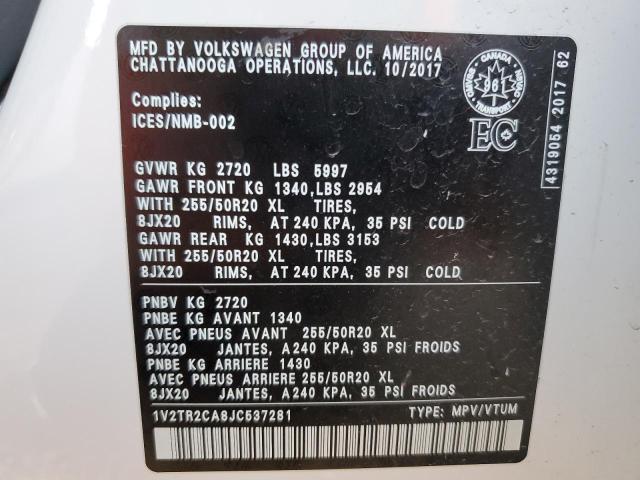 MFD BY VOLKSWAGEN GROUP OF AMERICA
CHATTANOOGA OPERATIONS, LLC. 10/2017
ICES/NMB-002
CANADA
961
TRANSPORT
EC
4319054 2017 62
GVWR KG 2720 LBS 5997
GAWR FRONT KG 1340,LBS 2954
WITH 255/50R20 XL TIRES,
8JX20 RIMS, AT 240 KPA, 35 PSI COLD
GAWR REAR KG 1430,LBS 3153
WITH 255/50R20 XL TIRES,
8JX20 RIMS, AT 240 KPA, 35 PSI COLD
PNBV KG 2720
PNBE KG AVANT 1340
AVEC PNEUS AVANT 255/50R20 XL
8JX20 JANTES, A 240 KPA, 35 PSI FROIDS
PNBE KG ARRIERE 1430
AVEC PNEUS ARRIERE 255/50R20 XL
8JX20 JANTES, A 240 KPA, 35 PSI FROIDS
1V2TR2CA8JC537281 TYPE: MPV/VTUM